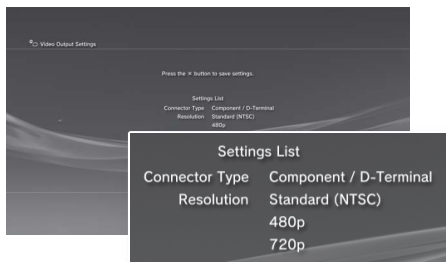 Video Output Settings
Press the × button to save settings.
Settings List
Connector Type Component / D-Terminal
Resolution Standard (NTSC)
480p
Settings List
Connector Type Component / D-Terminal
Resolution Standard (NTSC)
480p
720p